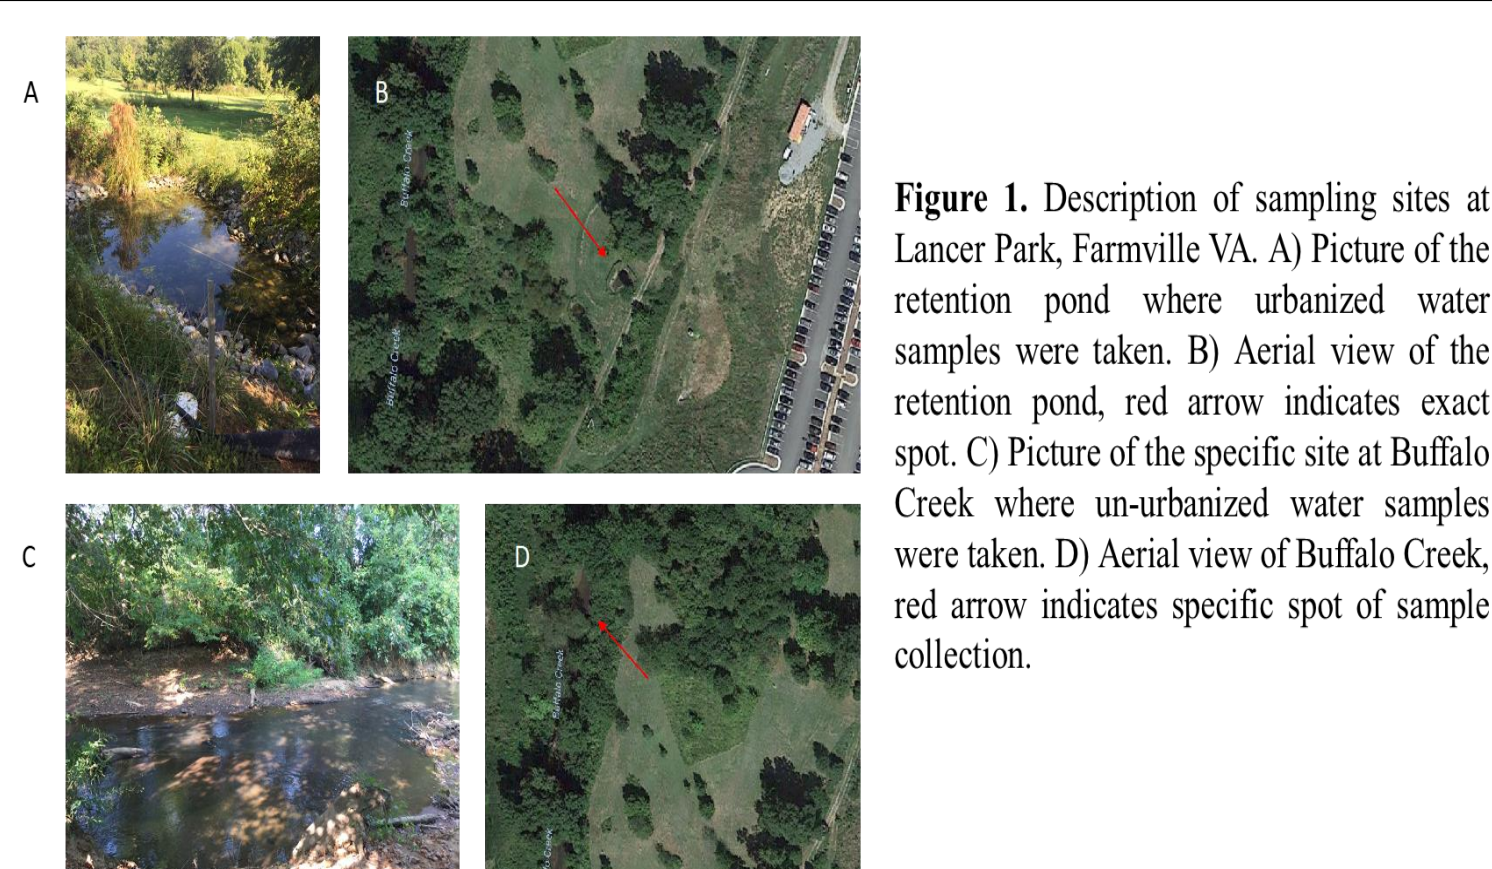 A
B
Buffalo Creek
Buffalo Creek
Figure 1. Description of sampling sites at
Lancer Park, Farmville VA. A) Picture of the
retention pond where urbanized water
samples were taken. B) Aerial view of the
retention pond, red arrow indicates exact
spot. C) Picture of the specific site at Buffalo
Creek where un-urbanized water samples
were taken. D) Aerial view of Buffalo Creek,
red arrow indicates specific spot of sample
collection.
C
D
Buffalo Creek
lo Creek